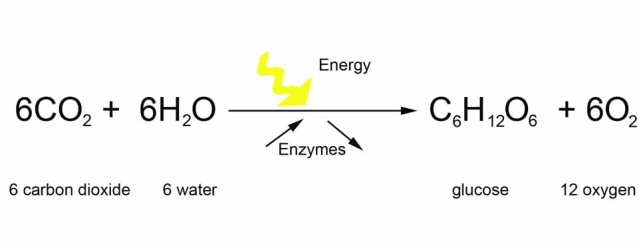 Energy
6CO₂ + 6H₂O C₆H₁₂O₆ + 6O₂
Enzymes
6 carbon dioxide 6 water glucose 12 oxygen